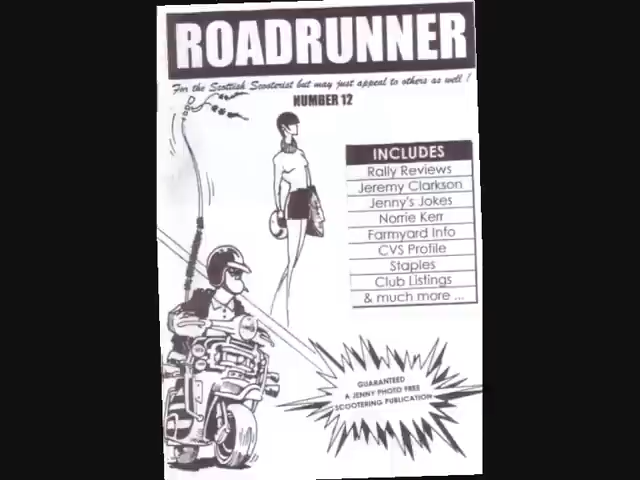 ROADRUNNER
For the Scottish Scooterist but may just appeal to others as well !
NUMBER 12
INCLUDES
Rally Reviews
Jeremy Clarkson
Jenny's Jokes
Norrie Kerr
Farmyard Info
CVS Profile
Staples
Club Listings
& much more ...
GUARANTEED
A JENNY PHOTO FREE
SCOOTERING PUBLICATION